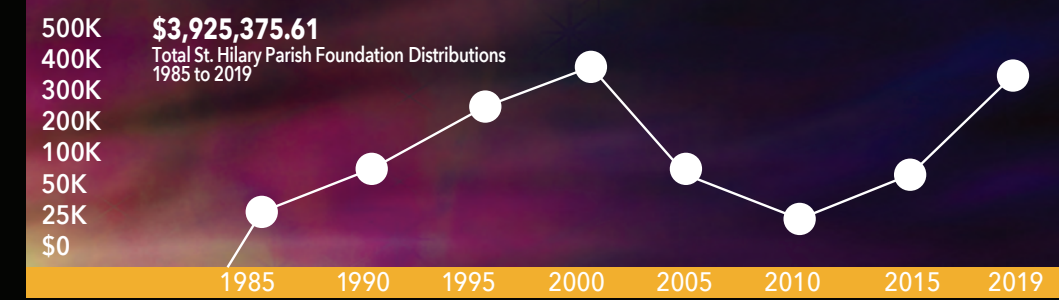 $3,925,375.61
Total St. Hilary Parish Foundation Distributions
1985 to 2019
500K
400K
300K
200K
100K
50K
25K
$0
1985 1990 1995 2000 2005 2010 2015 2019